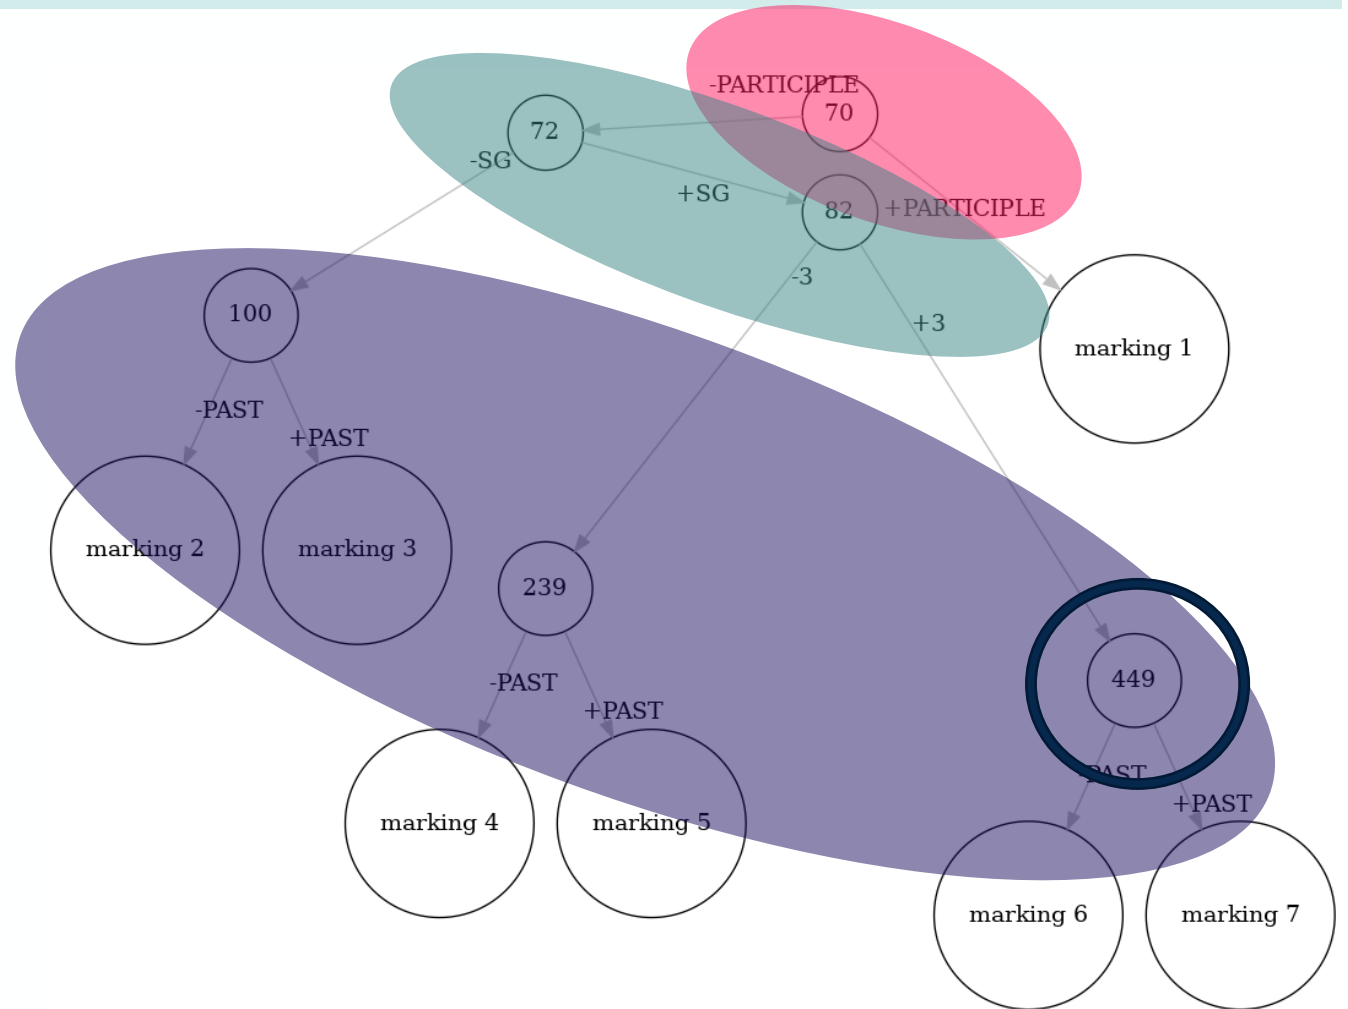 -PARTICIPLE
70
72
-SG
+SG
82
+PARTICIPLE
-3
+3
100
marking 1
-PAST
+PAST
marking 2
marking 3
239
449
-PAST
+PAST
-PAST
+PAST
marking 4
marking 5
marking 6
marking 7